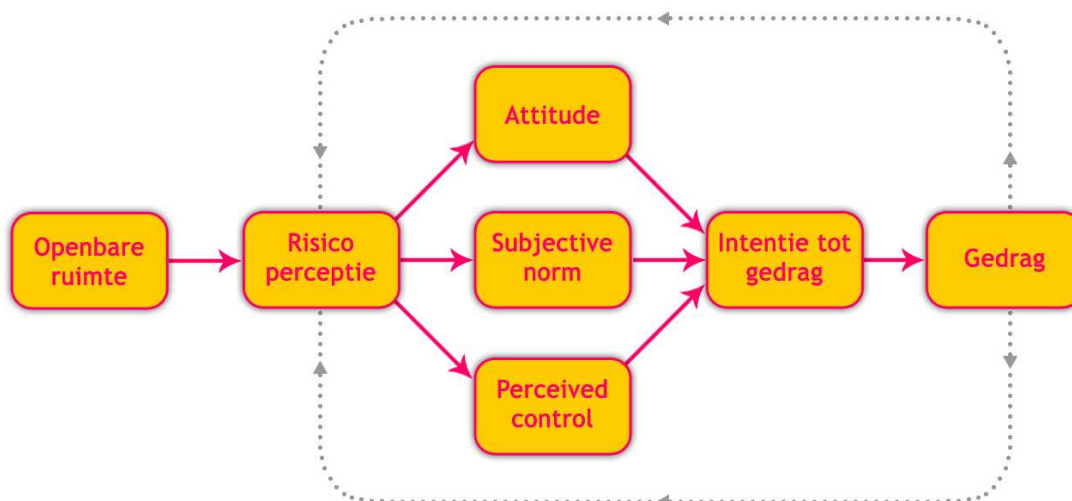 Attitude
Openbare
ruimte
Risico
perceptie
Subjective
norm
Intentie tot
gedrag
Gedrag
Perceived
control